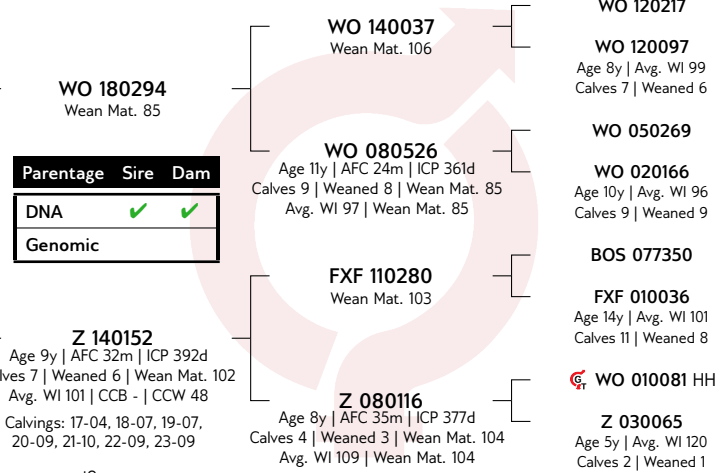 WO 120217
WO 140037
Wean Mat. 106
WO 120097
Age 8y | Avg. WI 99
Calves 7 | Weaned 6
WO 180294
Wean Mat. 85
WO 050269
WO 080526
Age 11y | AFC 24m | ICP 361d
Calves 9 | Weaned 8 | Wean Mat. 85
Avg. WI 97 | Wean Mat. 85
WO 020166
Age 10y | Avg. WI 96
Calves 9 | Weaned 9
Parentage Sire Dam
DNA ✔ ✔
Genomic
BOS 077350
FXF 110280
Wean Mat. 103
FXF 010036
Age 14y | Avg. WI 101
Calves 11 | Weaned 8
Z 140152
Age 9y | AFC 32m | ICP 392d
lves 7 | Weaned 6 | Wean Mat. 102
Avg. WI 101 | CCB - | CCW 48
Calvings: 17-04, 18-07, 19-07,
20-09, 21-10, 22-09, 23-09
GT WO 010081 HH
Z 080116
Age 8y | AFC 35m | ICP 377d
Calves 4 | Weaned 3 | Wean Mat. 104
Avg. WI 109 | Wean Mat. 104
Z 030065
Age 5y | Avg. WI 120
Calves 2 | Weaned 1